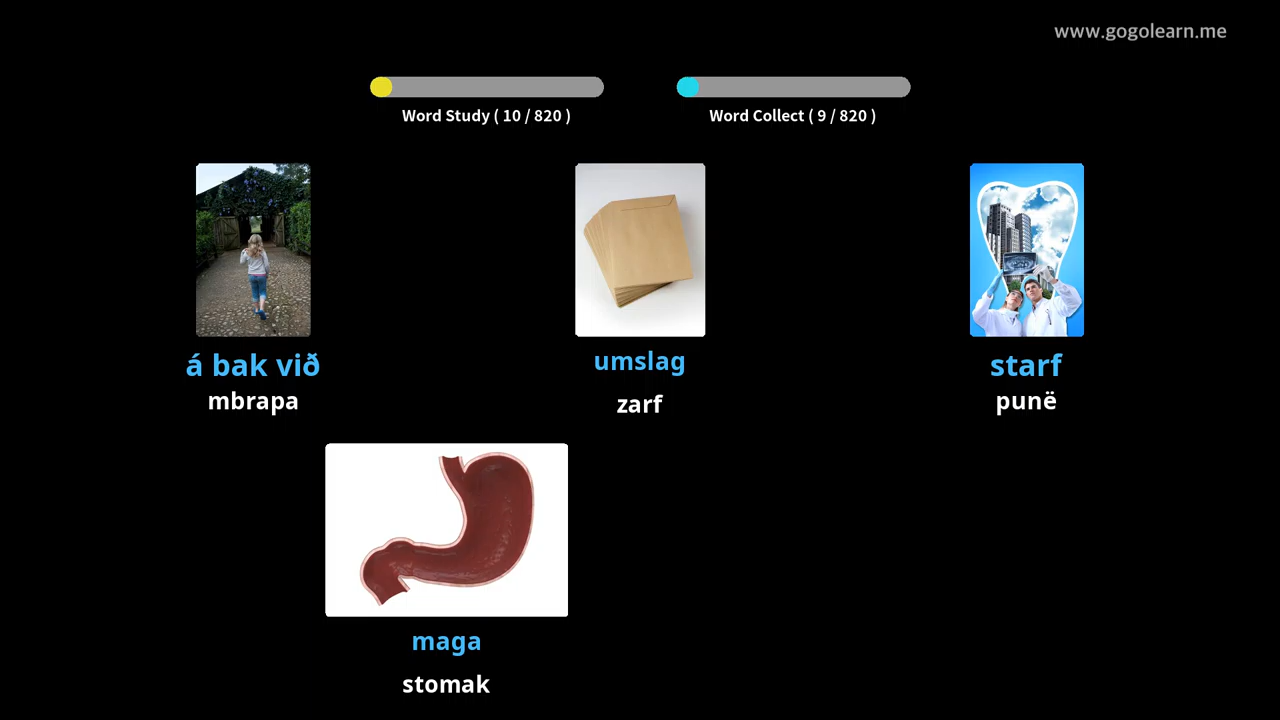 www.gogolearn.me
Word Study ( 10 / 820 )
Word Collect ( 9 / 820 )
á bak við
mbrapa
umslag
zarf
starf
punë
maga
stomak